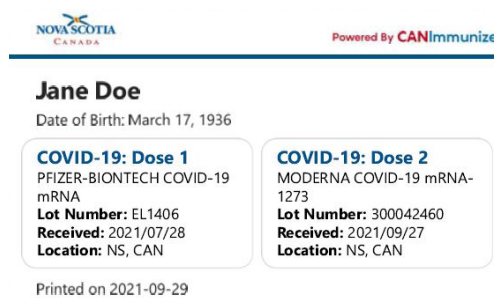 NOVA SCOTIA
CANADA
Powered By CANImmunize
Jane Doe
Date of Birth: March 17, 1936
COVID-19: Dose 1
PFIZER-BIONTECH COVID-19
mRNA
Lot Number: EL1406
Received: 2021/07/28
Location: NS, CAN
COVID-19: Dose 2
MODERNA COVID-19 mRNA-
1273
Lot Number: 300042460
Received: 2021/09/27
Location: NS, CAN
Printed on 2021-09-29